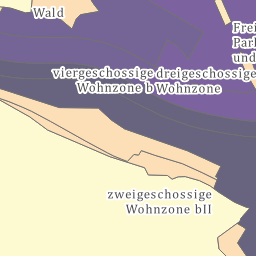 Wald
Frei
Park
und
viergeschossige
Wohnzone b
dreigeschossige
Wohnzone
zweigeschossige
Wohnzone bII